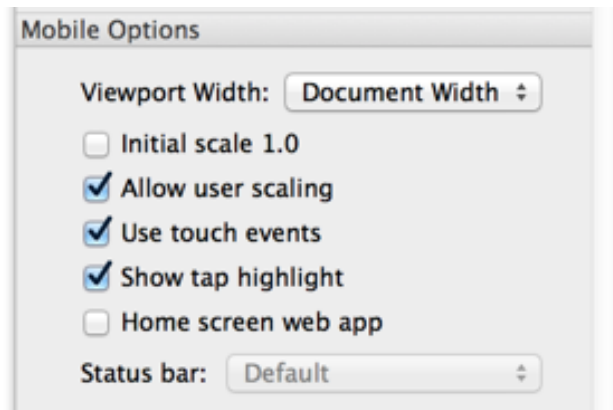 Mobile Options
Viewport Width: Document Width
Initial scale 1.0
Allow user scaling
Use touch events
Show tap highlight
Home screen web app
Status bar: Default